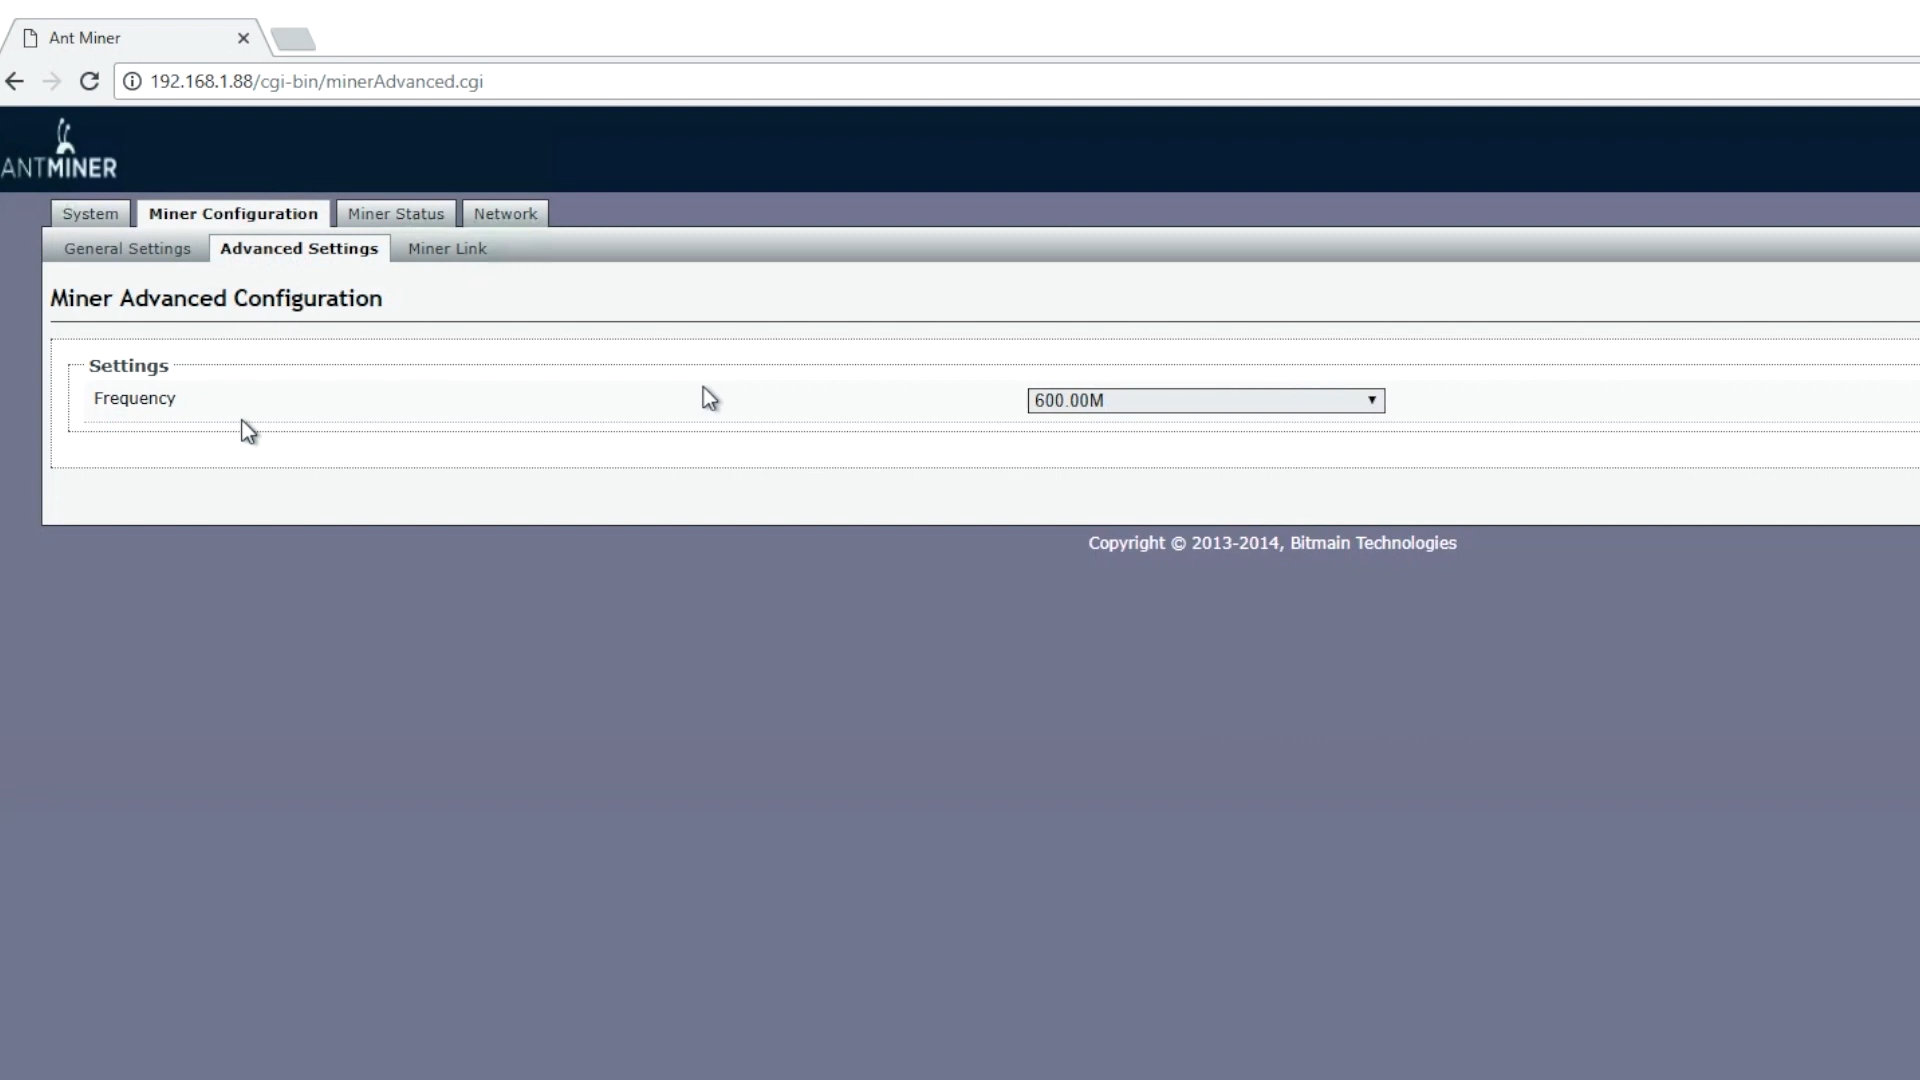 Ant Miner
192.168.1.88/cgi-bin/minerAdvanced.cgi
ANTMINER
System Miner Configuration Miner Status Network
General Settings Advanced Settings Miner Link
Miner Advanced Configuration
Settings
Frequency 600.00M
Copyright © 2013-2014, Bitmain Technologies